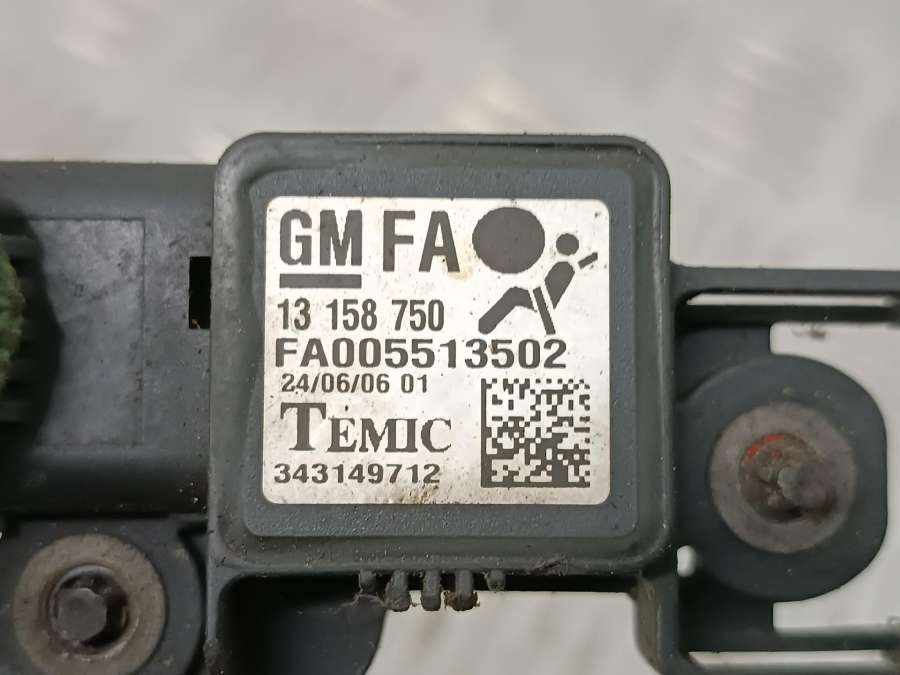 GM FA
13 158 750
FA005513502
24/06/06 01
TEMIC
343149712